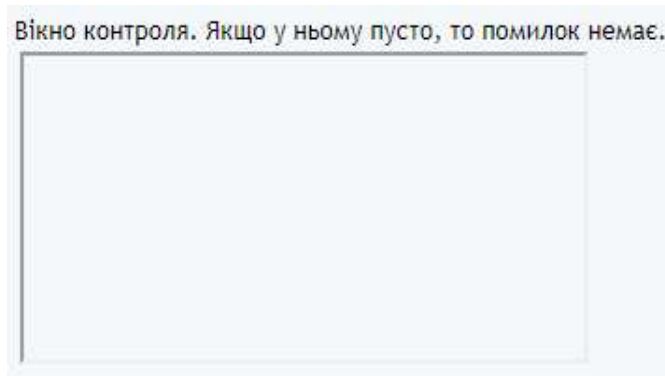 Вікно контроля. Якщо у ньому пусто, то помилок немає.